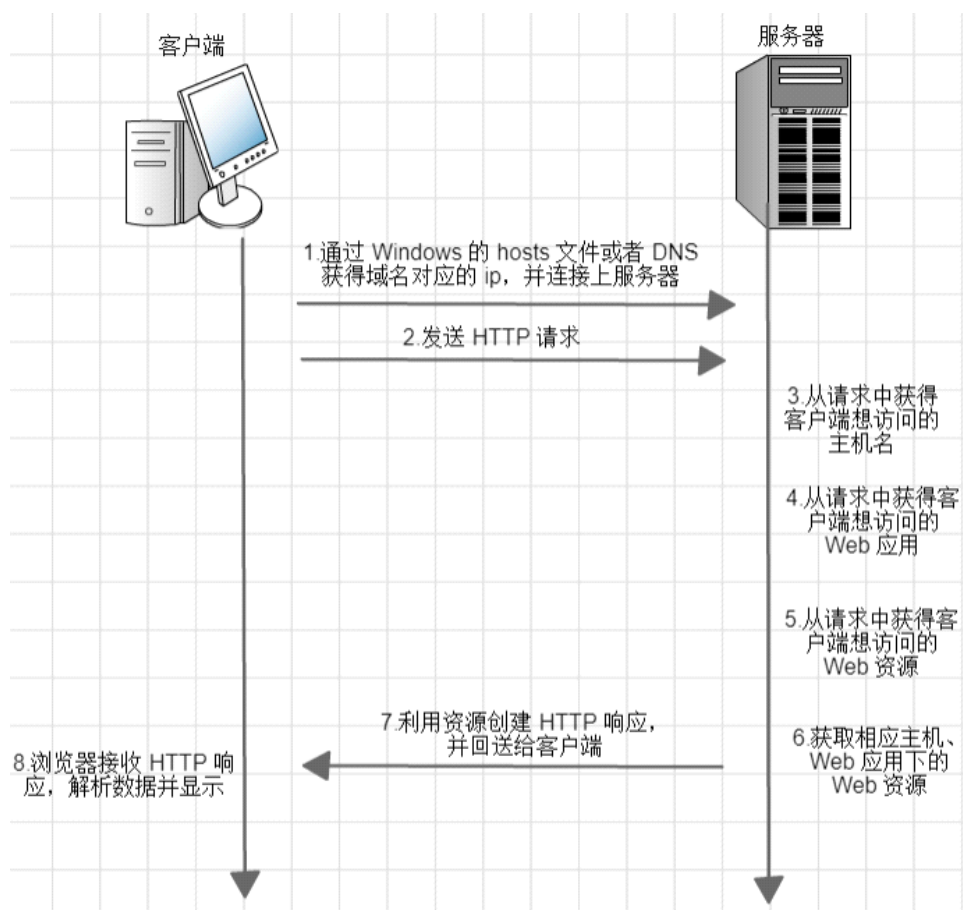 客户端
服务器
1.通过 Windows 的 hosts 文件或者 DNS
获得域名对应的 ip，并连接上服务器
2.发送 HTTP 请求
3.从请求中获得
客户端想访问的
主机名
4.从请求中获得客
户端想访问的
Web 应用
5.从请求中获得客
户端想访问的
Web 资源
6.获取相应主机、
Web 应用下的
Web 资源
7.利用资源创建 HTTP 响应，
并回送给客户端
8.浏览器接收 HTTP 响
应，解析数据并显示